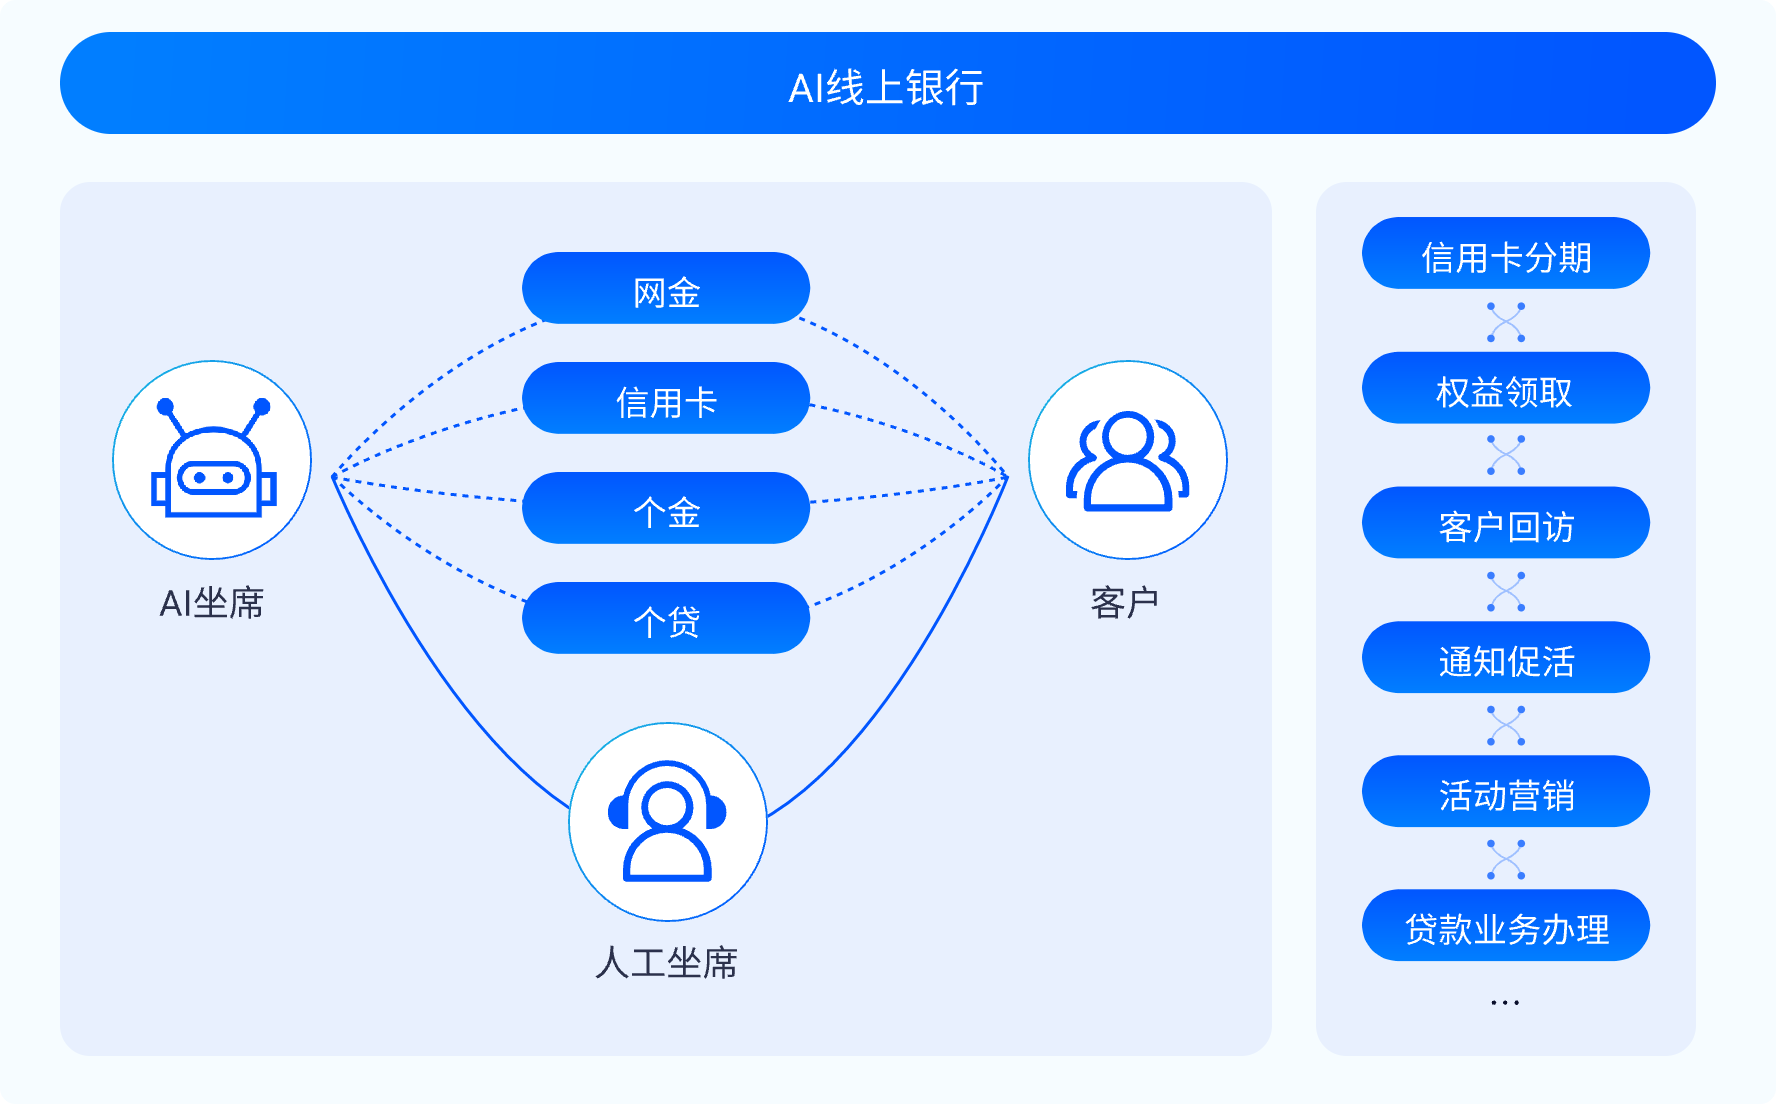 AI线上银行
网金
信用卡
个金
个贷
AI坐席
客户
人工坐席
信用卡分期
权益领取
客户回访
通知促活
活动营销
贷款业务办理
...